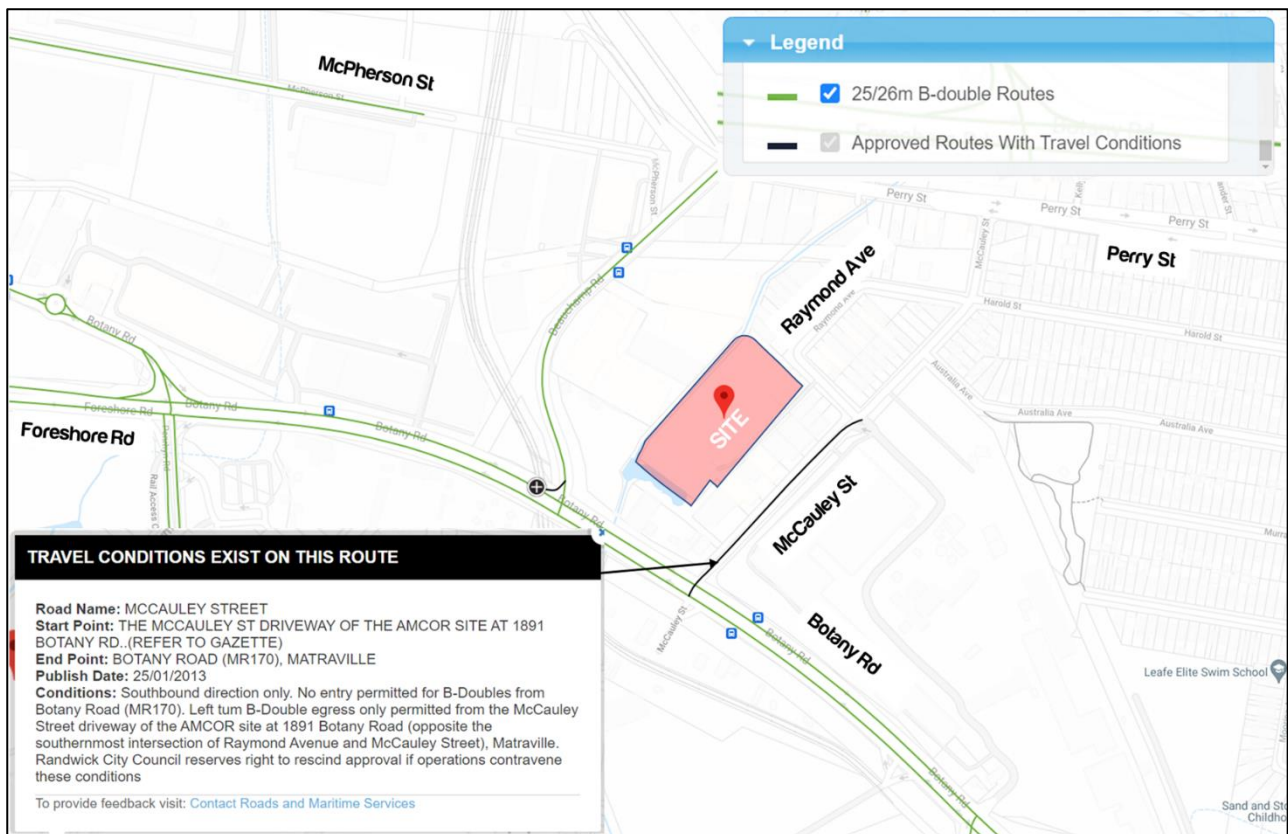 Legend
25/26m B-double Routes
Approved Routes With Travel Conditions
McPherson St
McPherson St
McPherson St
Perry St
Perry St
Perry St
Perry St
McCauley St
Raymond Ave
Raymond Ave
Harold St
Harold St
Beauchamp Rd
Botany Rd
Foreshore Rd
Botany Rd
Foreshore Rd
Botany Rd
Botany Rd
SITE
Australia Ave
Australia Ave
Australia Ave
McCauley St
McCauley St
Botany Rd
Botany Rd
Botany Rd
Leafe Elite Swim School
TRAVEL CONDITIONS EXIST ON THIS ROUTE
Road Name: MCCAULEY STREET
Start Point: THE MCCAULEY ST DRIVEWAY OF THE AMCOR SITE AT 1891
BOTANY RD..(REFER TO GAZETTE)
End Point: BOTANY ROAD (MR170), MATRAVILLE
Publish Date: 25/01/2013
Conditions: Southbound direction only. No entry permitted for B-Doubles from
Botany Road (MR170). Left turn B-Double egress only permitted from the McCauley
Street driveway of the AMCOR site at 1891 Botany Road (opposite the
southernmost intersection of Raymond Avenue and McCauley Street), Matraville.
Randwick City Council reserves right to rescind approval if operations contravene
these conditions
To provide feedback visit: Contact Roads and Maritime Services